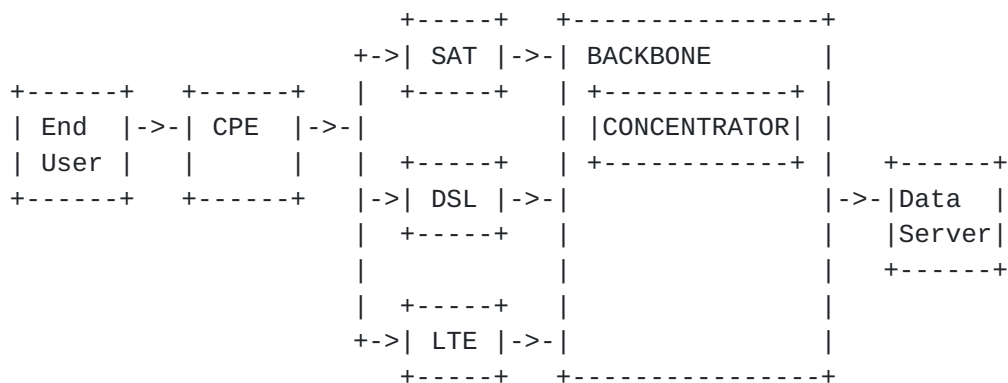 SAT BACKBONE
End CPE CONCENTRATOR
User
DSL Data
Server
LTE